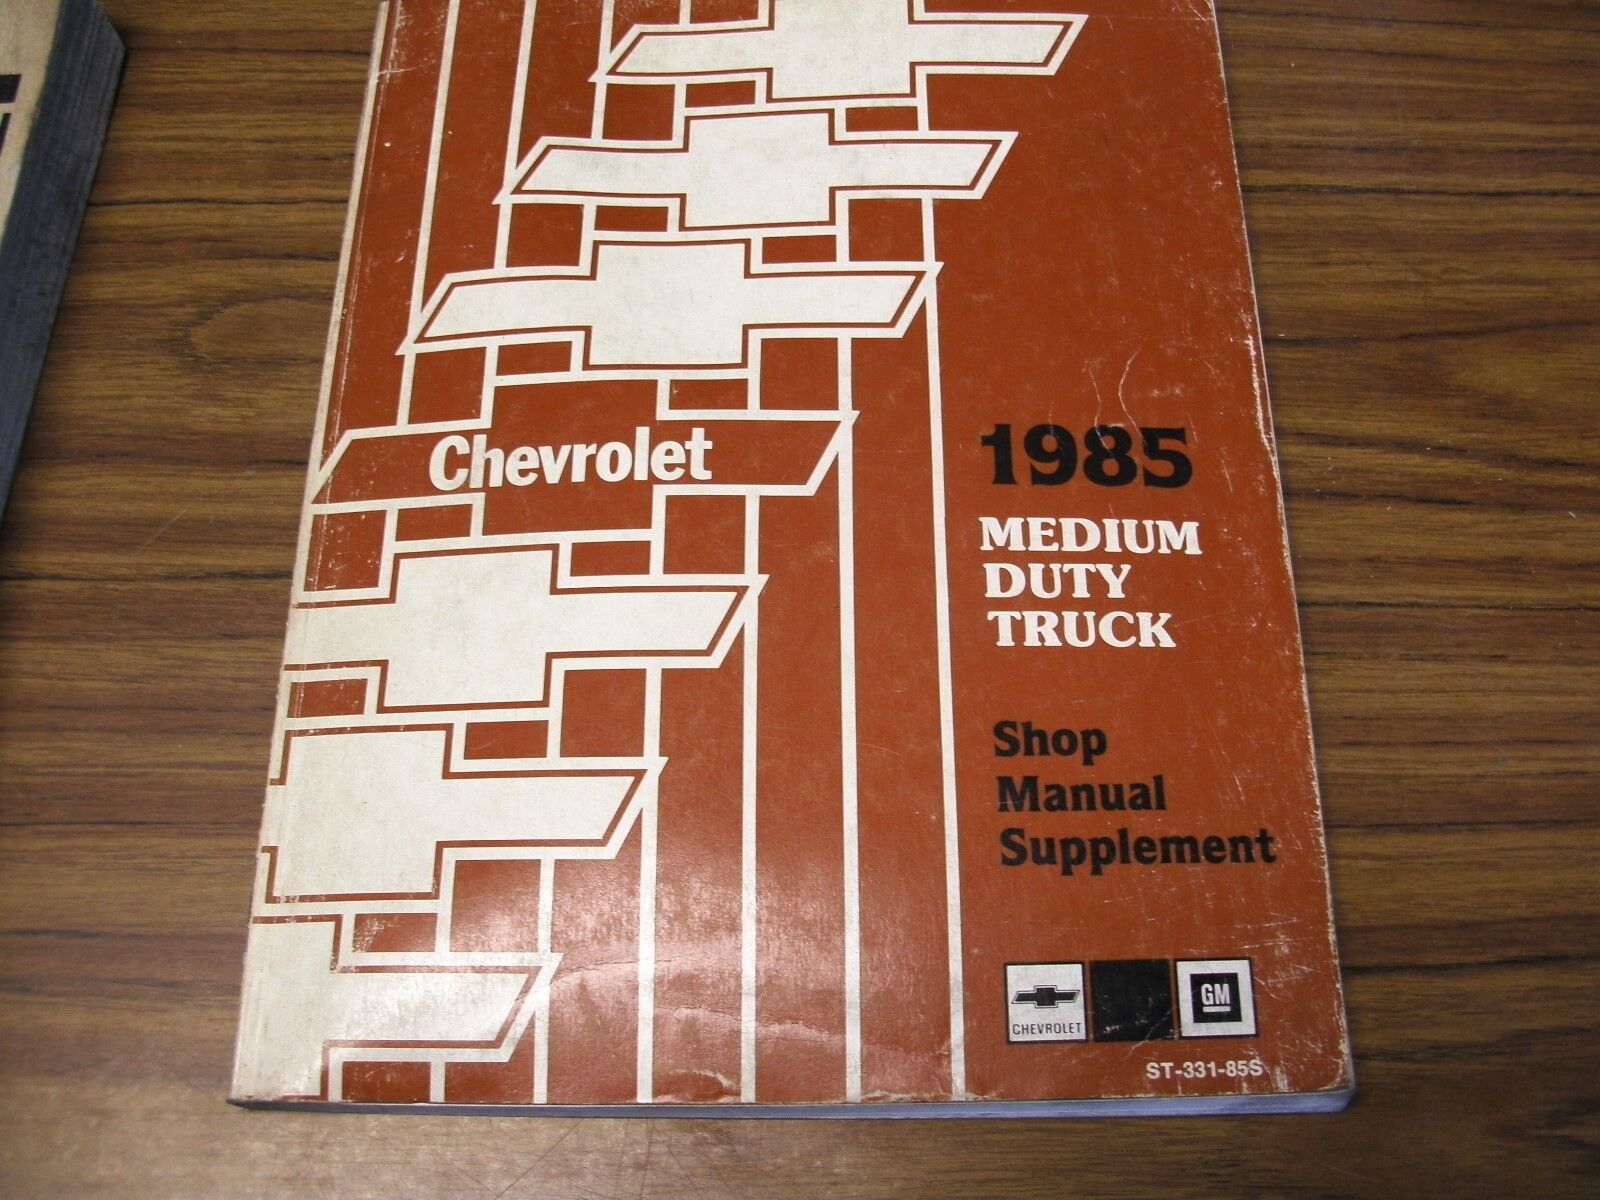 Chevrolet
1985
MEDIUM
DUTY
TRUCK
Shop
Manual
Supplement
CHEVROLET
GM
ST-331-85S